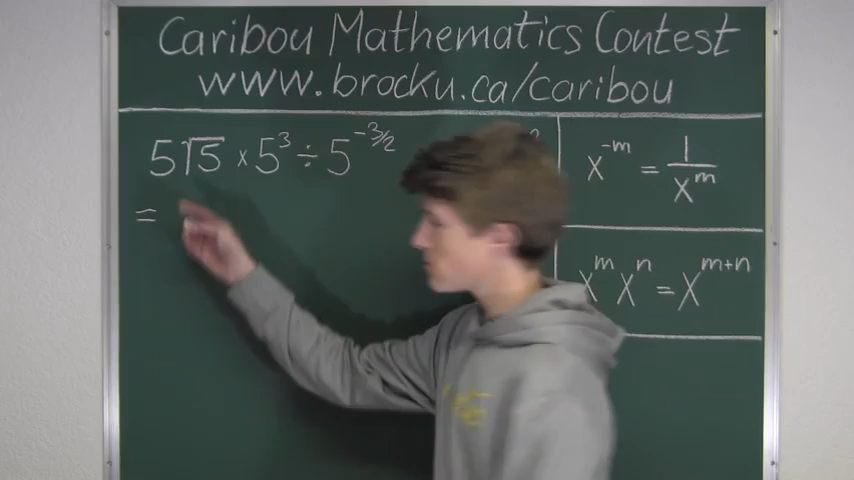 Caribou Mathematics Contest
www.brocku.ca/caribou
5√5 × 5³ ÷ 5^(-3/2)
=
x^(-m) = 1/x^m
x^m x^n = x^(m+n)